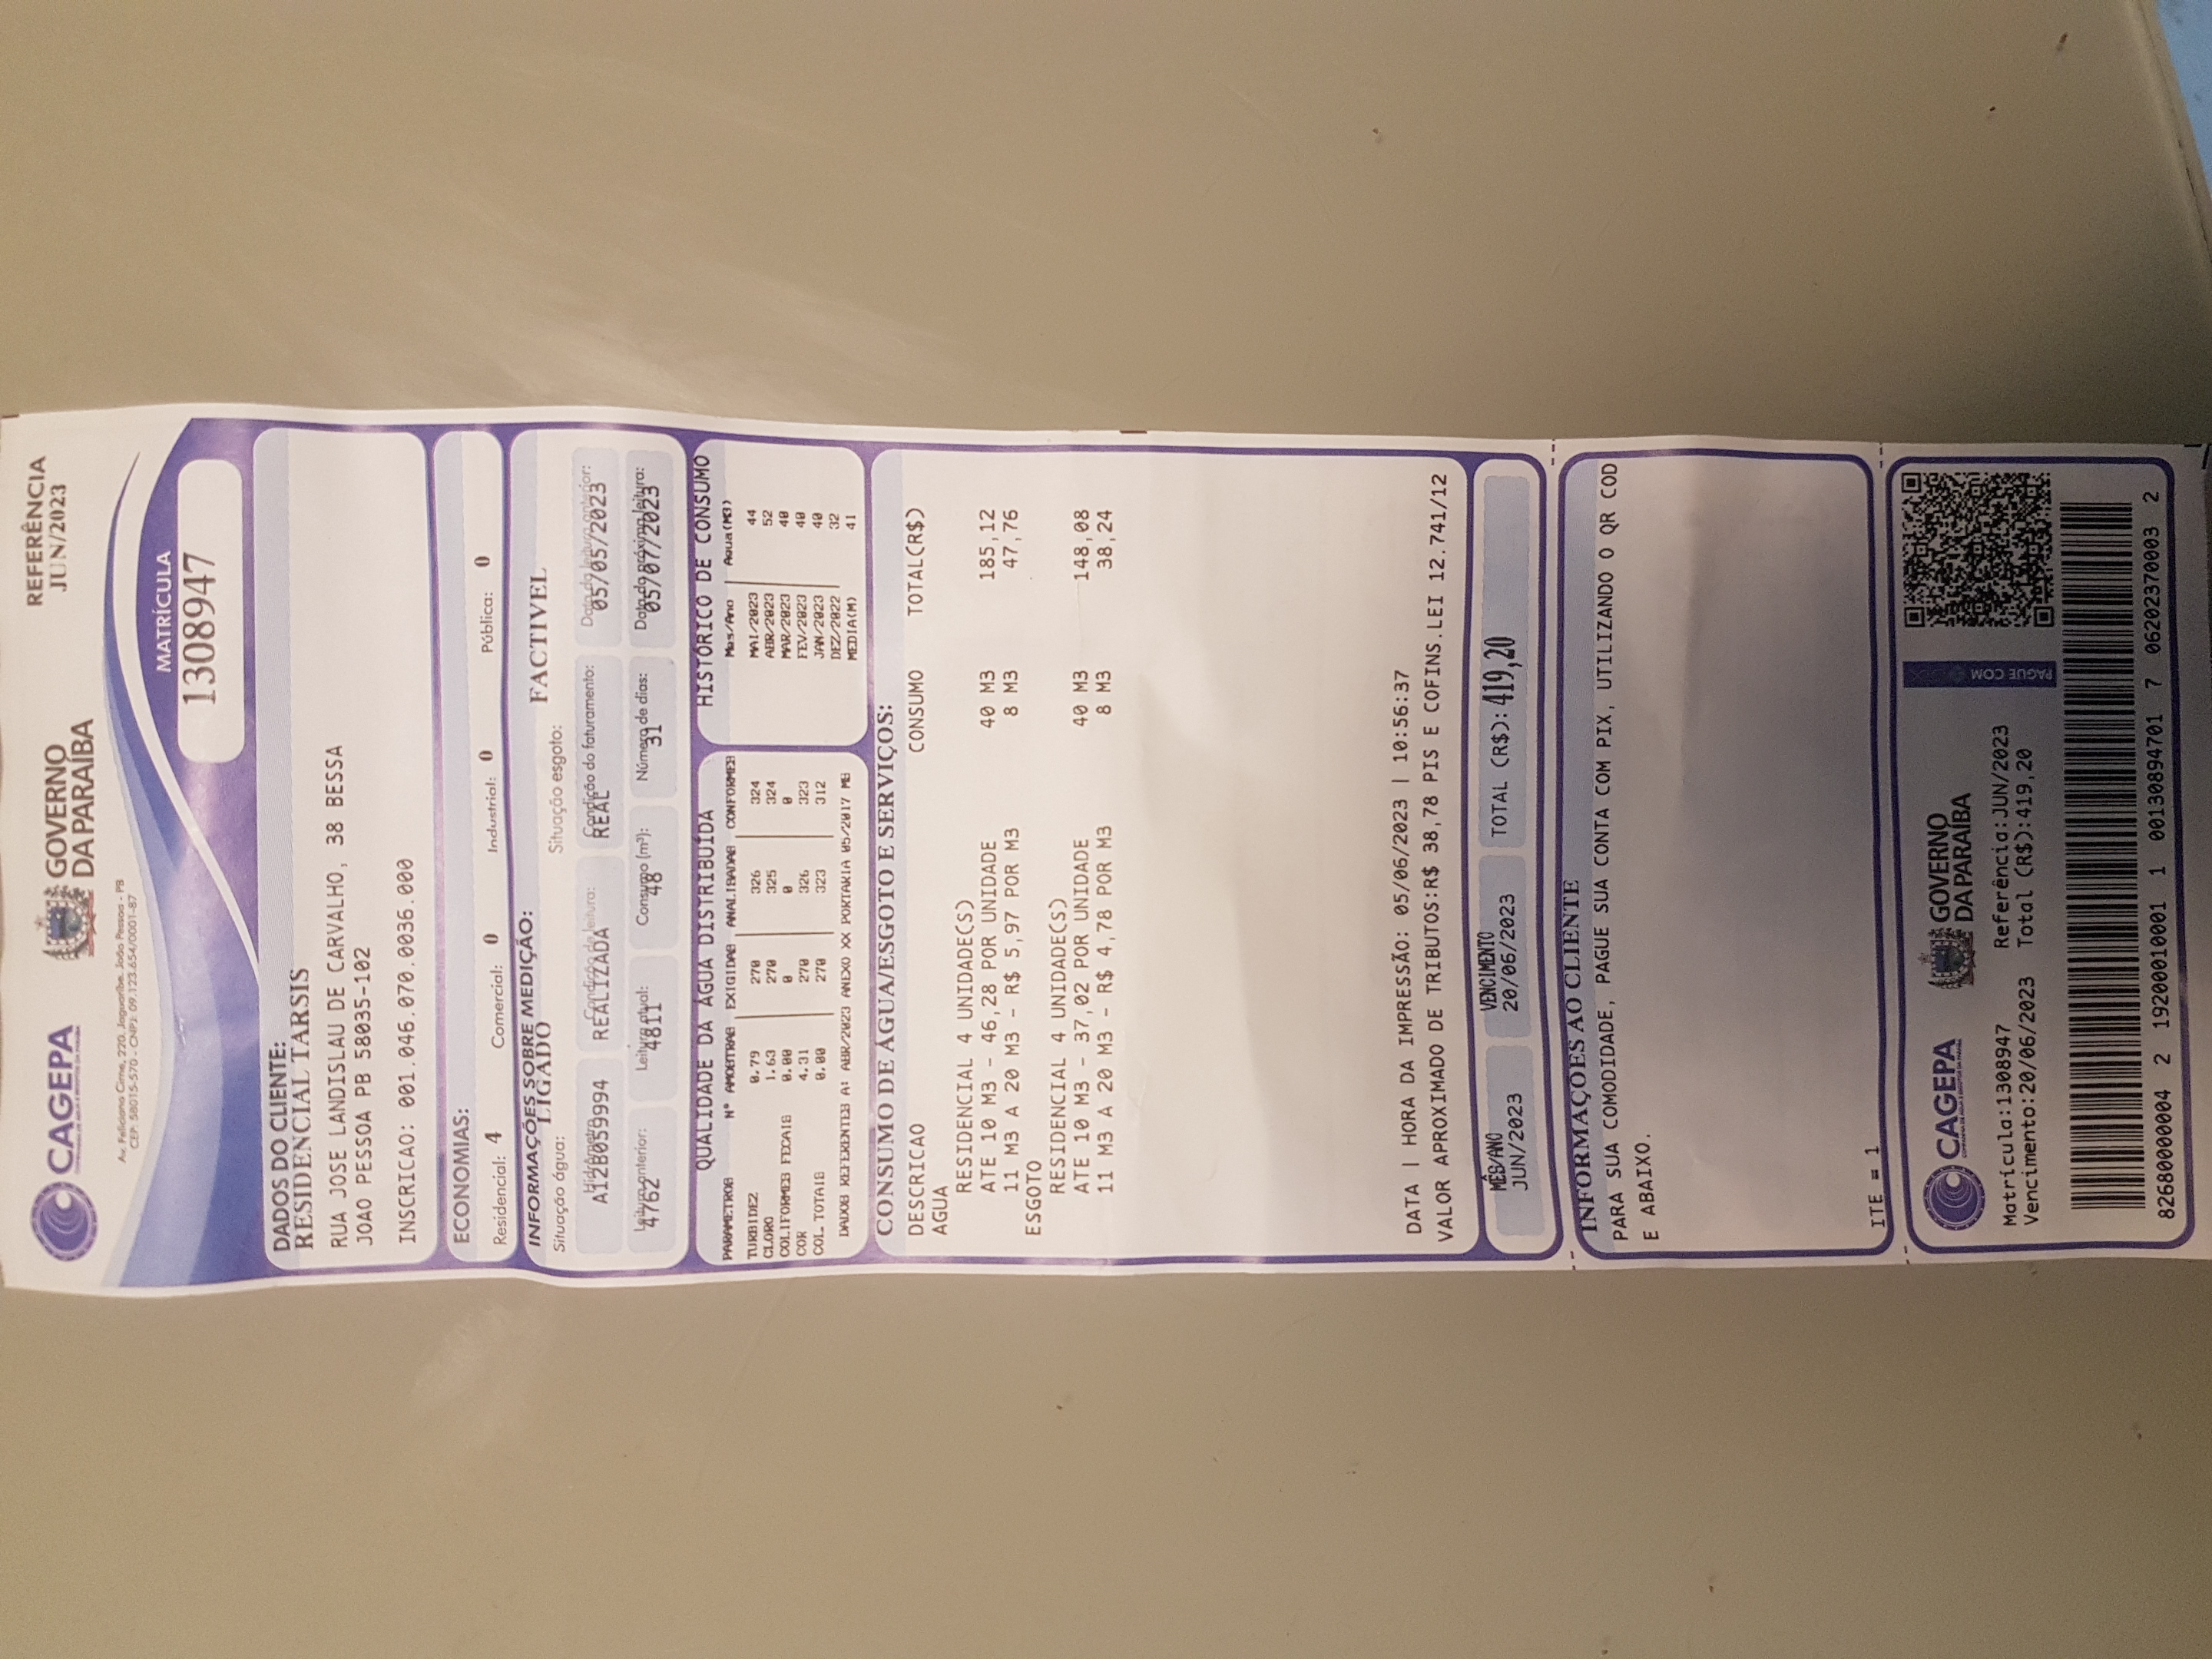 CAGEPA
COMPANHIA DE ÁGUA E ESGOTOS DA PARAÍBA
GOVERNO
DA PARAÍBA
REFERÊNCIA
JUN/2023
Av. Feliciano Cirne, 220. Jaguaribe. João Pessoa - PB
CEP: 58015-570 - CNPJ: 09.123.654/0001-87
MATRÍCULA
1308947
DADOS DO CLIENTE:
RESIDENCIAL TARSIS
RUA JOSE LANDISLAU DE CARVALHO, 38 BESSA
JOAO PESSOA PB 58035-102
INSCRICAO: 001.046.070.0036.000
ECONOMIAS:
Residencial: 4 Comercial: 0 Industrial: 0 Pública: 0
INFORMAÇÕES SOBRE MEDIÇÃO:
Situação água: LIGADO Situação esgoto: FACTIVEL
Hidrômetro Condição de leitura: Condição do faturamento: Data da leitura anterior:
A12B059994 REALIZADA REAL 05/05/2023
Leitura anterior: Leitura atual: Consumo (m³): Número de dias: Data da próxima leitura:
4762 4811 48 31 05/07/2023
QUALIDADE DA ÁGUA DISTRIBUÍDA
PARAMETROS Nº AMOSTRAS EXIGIDAS ANALISADAS CONFORMES
TURBIDEZ 0.79 270 326 324
CLORO 1.63 270 325 324
COLIFORMES FECAIS 0.00 0 0 0
COR 4.31 270 326 323
COL. TOTAIS 0.00 270 323 312
DADOS REFERENTES A: ABR/2023 ANEXO XX PORTARIA 05/2017 MS
HISTÓRICO DE CONSUMO
Mes/Ano Agua(M3)
MAI/2023 44
ABR/2023 52
MAR/2023 40
FEV/2023 40
JAN/2023 40
DEZ/2022 32
MEDIA(M) 41
CONSUMO DE ÁGUA/ESGOTO E SERVIÇOS:
DESCRICAO CONSUMO TOTAL(R$)
AGUA
RESIDENCIAL 4 UNIDADE(S)
ATE 10 M3 - 46,28 POR UNIDADE 40 M3 185,12
11 M3 A 20 M3 - R$ 5,97 POR M3 8 M3 47,76
ESGOTO
RESIDENCIAL 4 UNIDADE(S)
ATE 10 M3 - 37,02 POR UNIDADE 40 M3 148,08
11 M3 A 20 M3 - R$ 4,78 POR M3 8 M3 38,24
DATA | HORA DA IMPRESSÃO: 05/06/2023 | 10:56:37
VALOR APROXIMADO DE TRIBUTOS:R$ 38,78 PIS E COFINS.LEI 12.741/12
MÊS/ANO VENCIMENTO
JUN/2023 20/06/2023 TOTAL (R$): 419,20
INFORMAÇÕES AO CLIENTE
PARA SUA COMODIDADE, PAGUE SUA CONTA COM PIX, UTILIZANDO O QR COD
E ABAIXO.
ITE = 1
CAGEPA
COMPANHIA DE ÁGUA E ESGOTOS DA PARAÍBA
GOVERNO
DA PARAÍBA
PAGUE COM
Matrícula:1308947 Referência:JUN/2023
Vencimento:20/06/2023 Total (R$):419,20
82680000004 2 19200010001 1 00130894701 7 06202370003 2